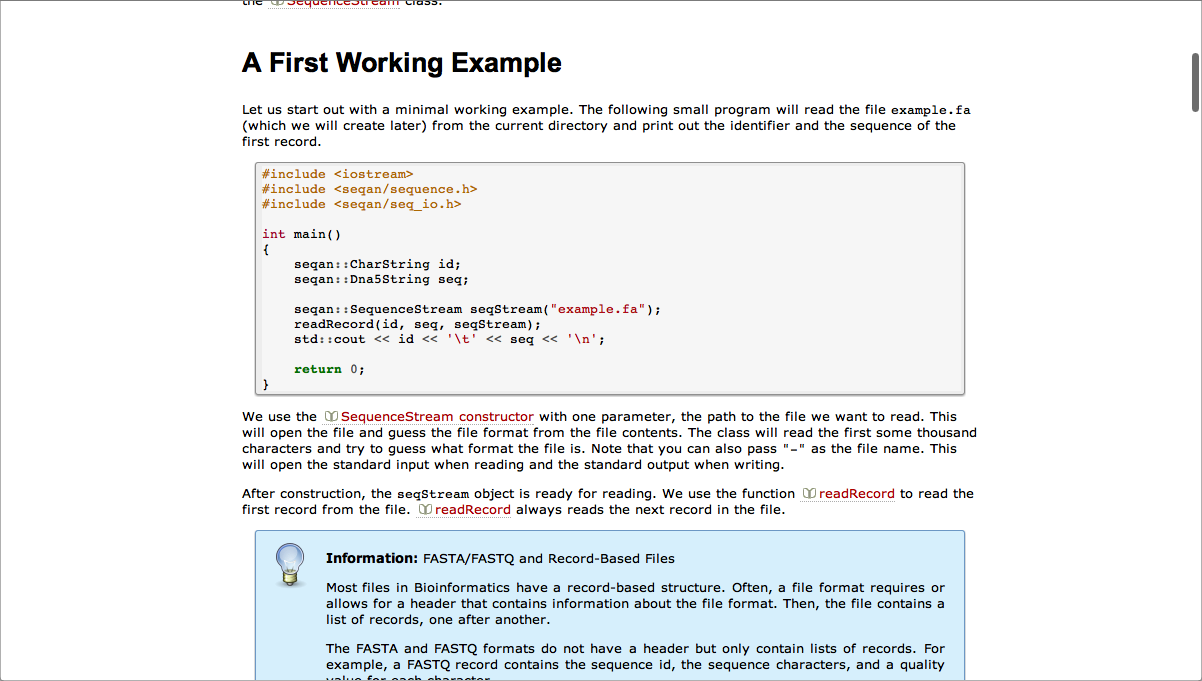 the SequenceStream class.
A First Working Example
Let us start out with a minimal working example. The following small program will read the file example.fa
(which we will create later) from the current directory and print out the identifier and the sequence of the
first record.
#include <iostream>
#include <seqan/sequence.h>
#include <seqan/seq_io.h>
int main()
{
    seqan::CharString id;
    seqan::Dna5String seq;
    seqan::SequenceStream seqStream("example.fa");
    readRecord(id, seq, seqStream);
    std::cout << id << '\t' << seq << '\n';
    return 0;
}
We use the SequenceStream constructor with one parameter, the path to the file we want to read. This
will open the file and guess the file format from the file contents. The class will read the first some thousand
characters and try to guess what format the file is. Note that you can also pass "-" as the file name. This
will open the standard input when reading and the standard output when writing.
After construction, the seqStream object is ready for reading. We use the function readRecord to read the
first record from the file. readRecord always reads the next record in the file.
Information: FASTA/FASTQ and Record-Based Files
Most files in Bioinformatics have a record-based structure. Often, a file format requires or
allows for a header that contains information about the file format. Then, the file contains a
list of records, one after another.
The FASTA and FASTQ formats do not have a header but only contain lists of records. For
example, a FASTQ record contains the sequence id, the sequence characters, and a quality
value for each character.